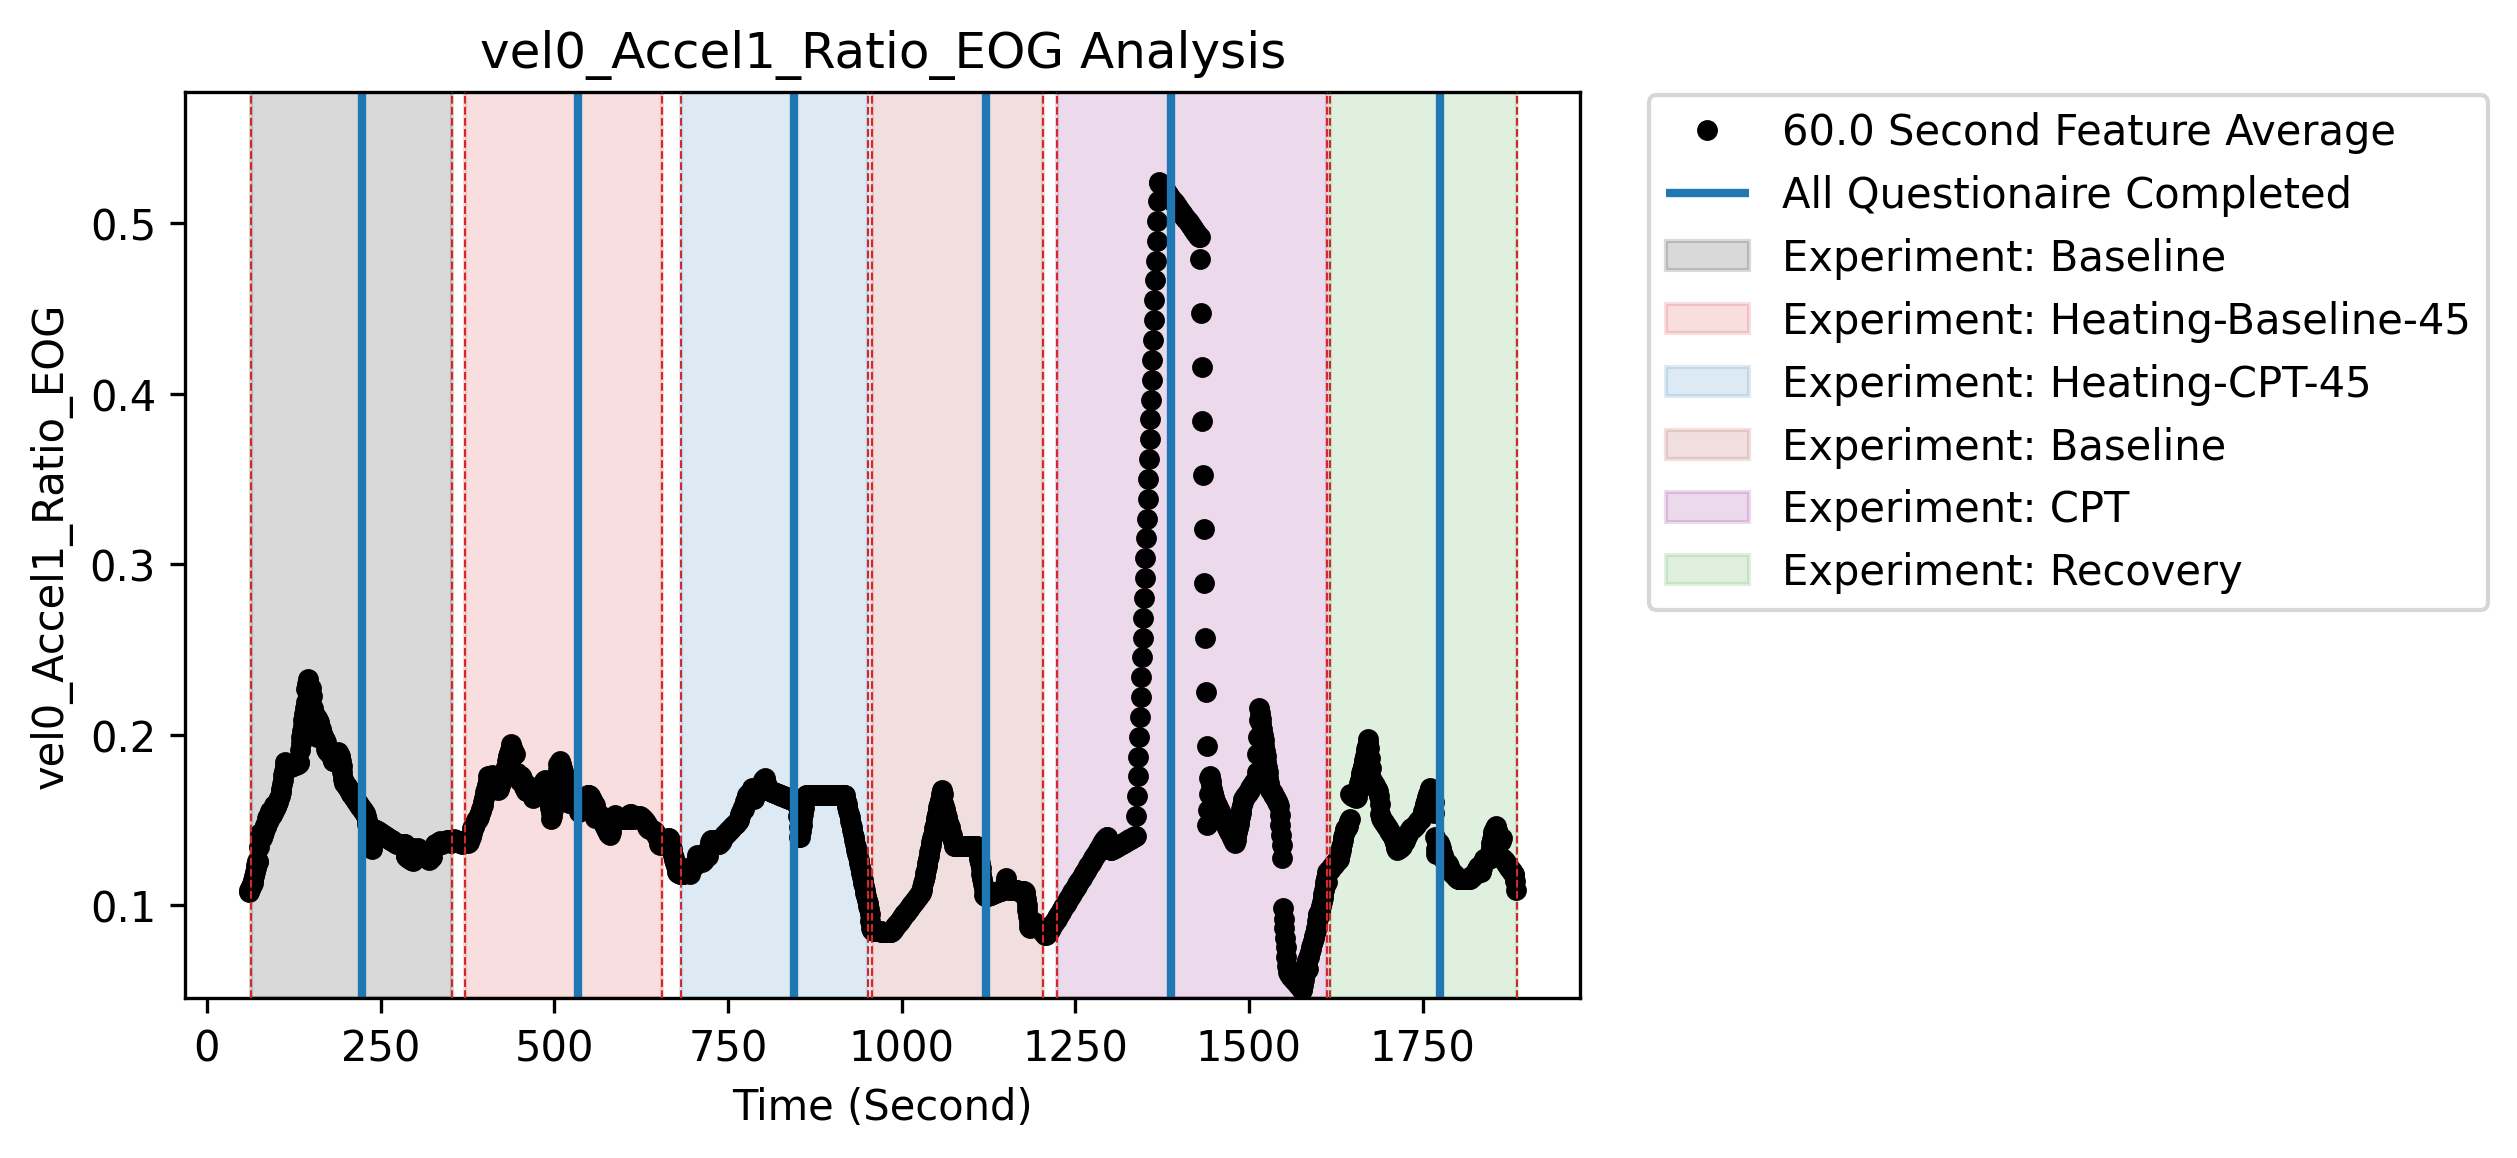 vel0_Accel1_Ratio_EOG Analysis
vel0_Accel1_Ratio_EOG
0.5
0.4
0.3
0.2
0.1
0 250 500 750 1000 1250 1500 1750
Time (Second)
60.0 Second Feature Average
All Questionaire Completed
Experiment: Baseline
Experiment: Heating-Baseline-45
Experiment: Heating-CPT-45
Experiment: Baseline
Experiment: CPT
Experiment: Recovery